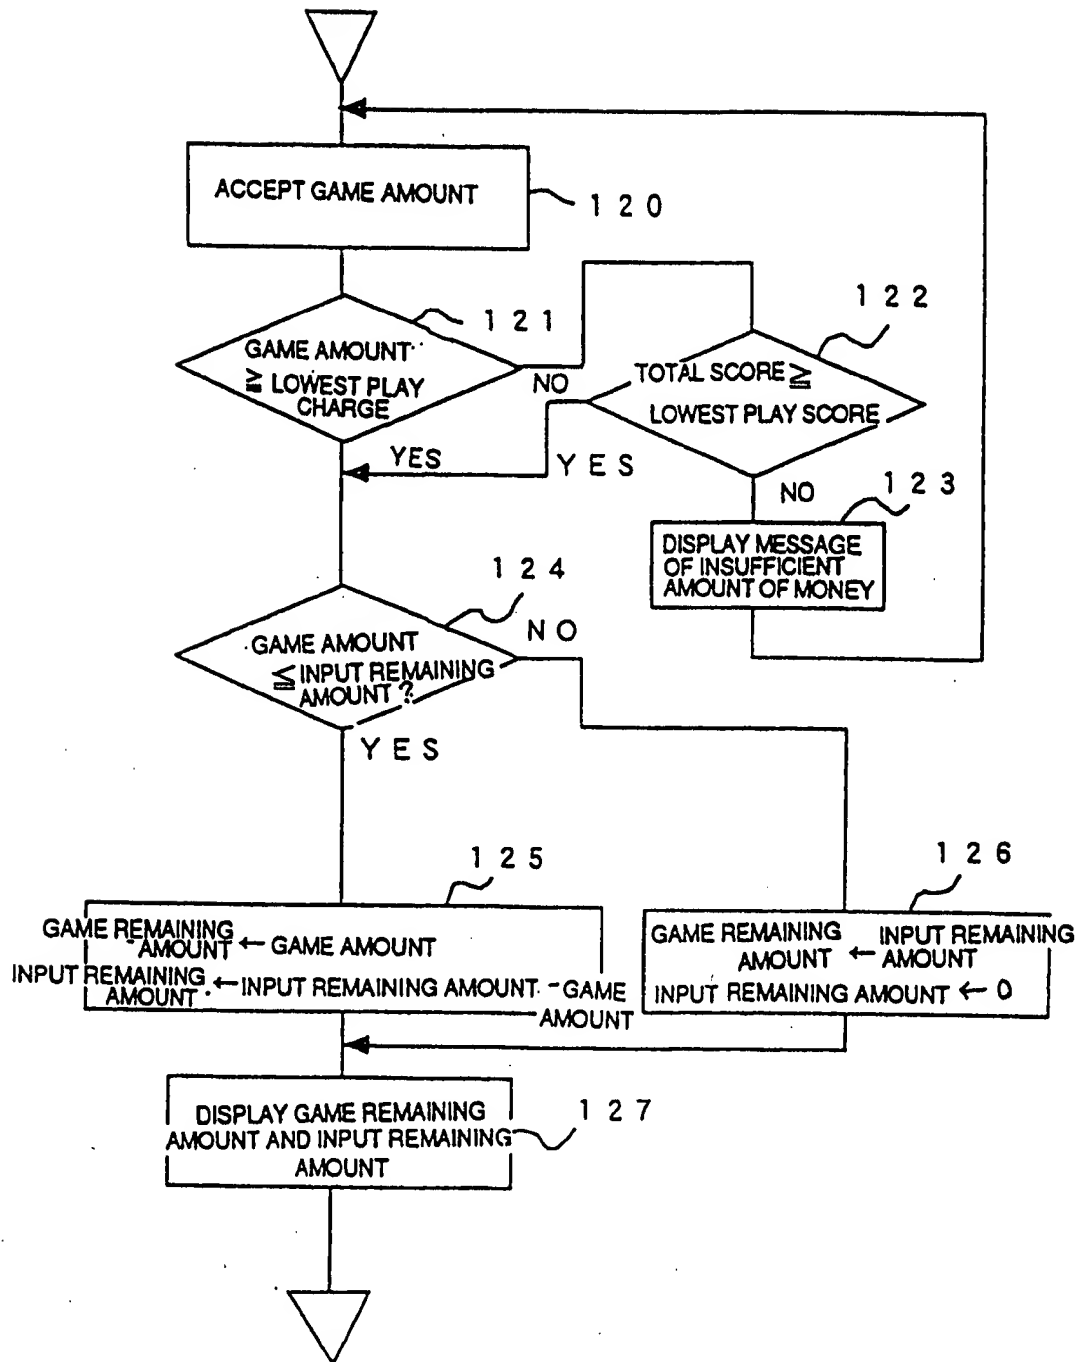 ACCEPT GAME AMOUNT
120
121
GAME AMOUNT
≧ LOWEST PLAY
CHARGE
NO
YES
122
TOTAL SCORE ≧
LOWEST PLAY SCORE
YES
NO
123
DISPLAY MESSAGE
OF INSUFFICIENT
AMOUNT OF MONEY
124
GAME AMOUNT
≦ INPUT REMAINING
AMOUNT ?
NO
YES
125
GAME REMAINING
AMOUNT ← GAME AMOUNT
INPUT REMAINING
AMOUNT ← INPUT REMAINING AMOUNT - GAME
AMOUNT
126
GAME REMAINING
AMOUNT ← INPUT REMAINING
AMOUNT
INPUT REMAINING AMOUNT ← 0
DISPLAY GAME REMAINING
AMOUNT AND INPUT REMAINING
AMOUNT
127